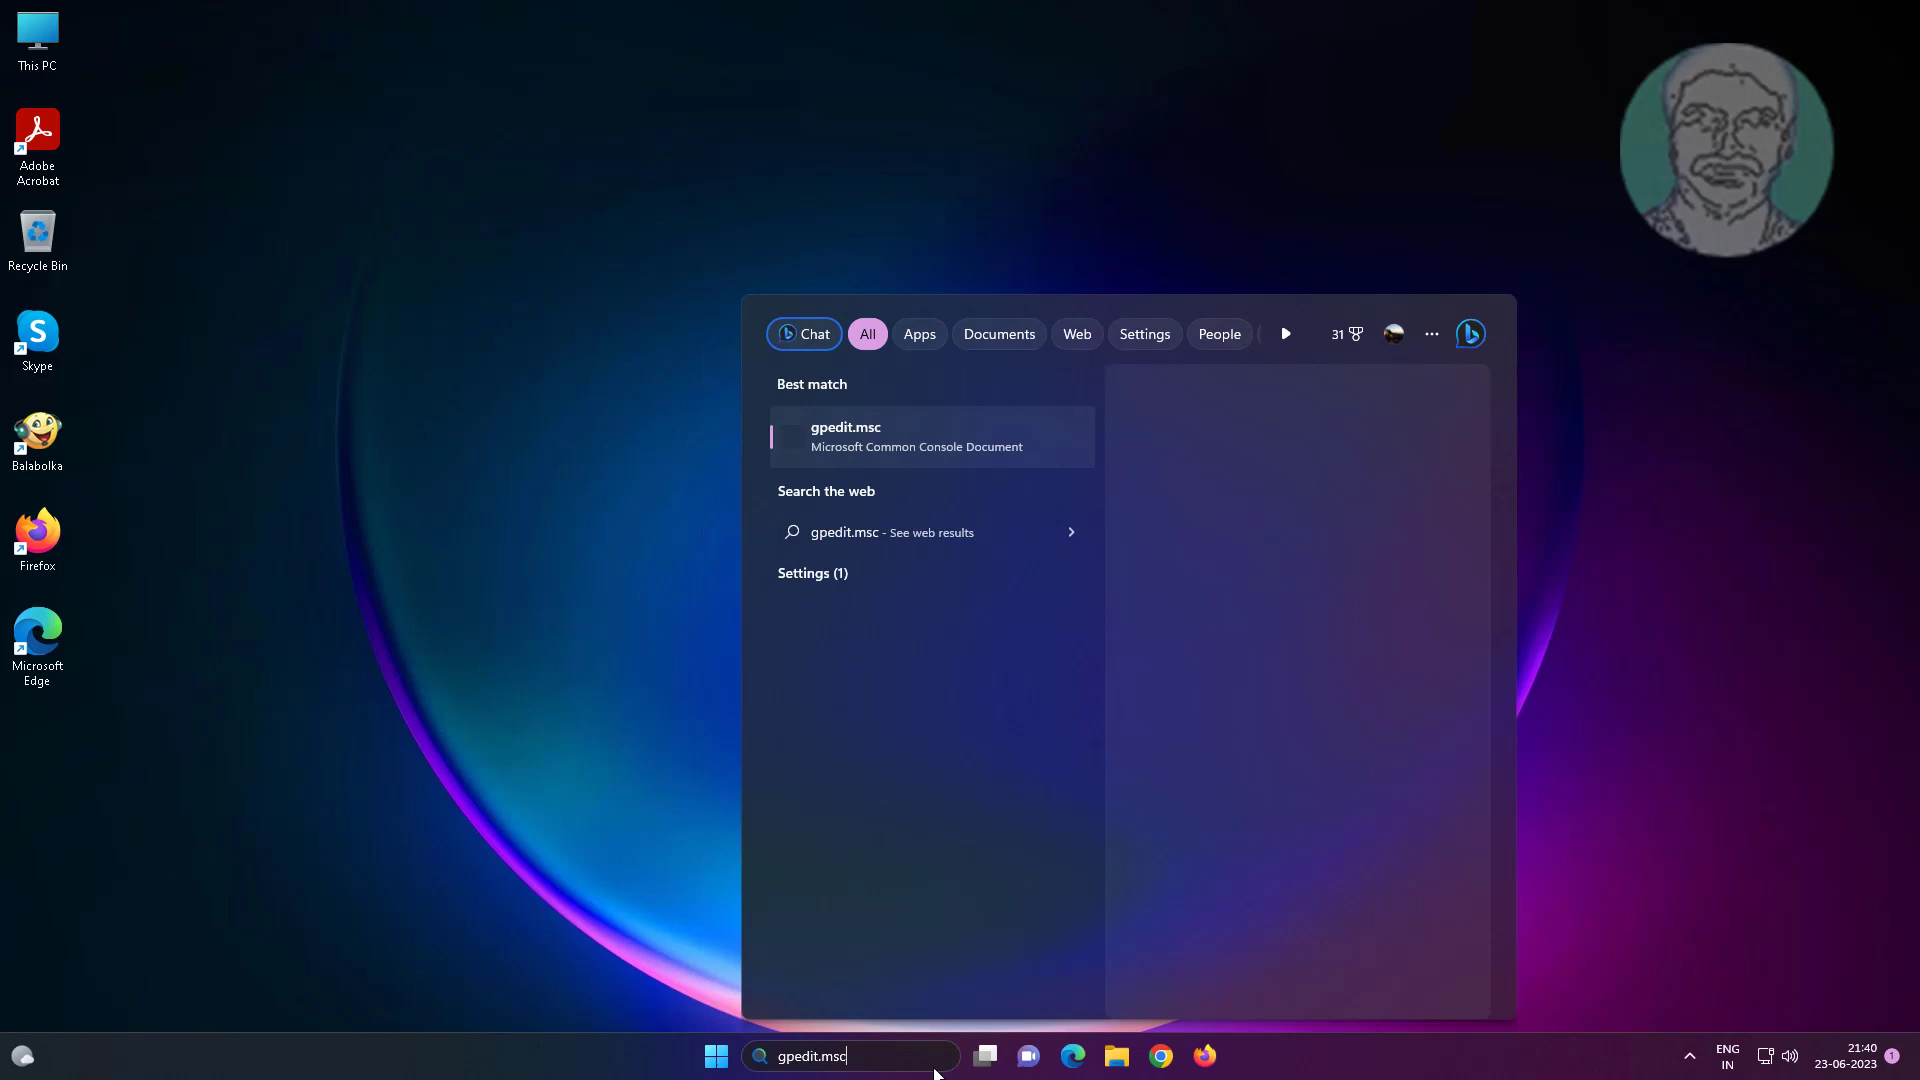 This PC
Adobe
Acrobat
Recycle Bin
Skype
Balabolka
Firefox
Microsoft
Edge
Chat All Apps Documents Web Settings People 31
Best match
gpedit.msc
Microsoft Common Console Document
Search the web
gpedit.msc - See web results
Settings (1)
gpedit.msc
ENG
IN
21:40
23-06-2023
1